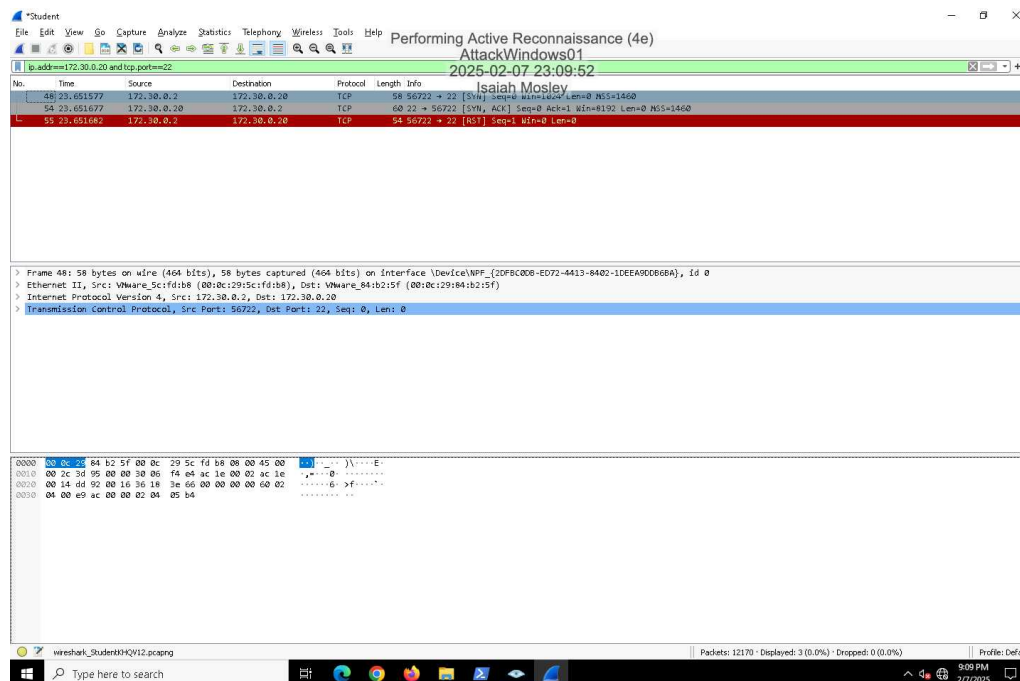 *Student
File Edit View Go Capture Analyze Statistics Telephony Wireless Tools Help
Performing Active Reconnaissance (4e)
AttackWindows01
2025-02-07 23:09:52
Isaiah Mosley
ip.addr==172.30.0.20 and tcp.port==22
No. Time Source Destination Protocol Length Info
48 23.651577 172.30.0.2 172.30.0.20 TCP 58 56722 → 22 [SYN] Seq=0 Win=1024 Len=0 MSS=1460
54 23.651677 172.30.0.20 172.30.0.2 TCP 60 22 → 56722 [SYN, ACK] Seq=0 Ack=1 Win=8192 Len=0 MSS=1460
55 23.651682 172.30.0.2 172.30.0.20 TCP 54 56722 → 22 [RST] Seq=1 Win=0 Len=0
> Frame 48: 58 bytes on wire (464 bits), 58 bytes captured (464 bits) on interface \Device\NPF_{2DFBC0DB-ED72-4413-8402-1DEEA9DDB6BA}, id 0
> Ethernet II, Src: VMware_5c:fd:b8 (00:0c:29:5c:fd:b8), Dst: VMware_84:b2:5f (00:0c:29:84:b2:5f)
> Internet Protocol Version 4, Src: 172.30.0.2, Dst: 172.30.0.20
> Transmission Control Protocol, Src Port: 56722, Dst Port: 22, Seq: 0, Len: 0
0000 00 0c 29 84 b2 5f 00 0c 29 5c fd b8 08 00 45 00 ··)··_·· )\····E·
0010 00 2c 3d 95 00 00 30 06 f4 e4 ac 1e 00 02 ac 1e ·,=···0· ········
0020 00 14 dd 92 00 16 36 18 3e 66 00 00 00 00 60 02 ······6· >f····`·
0030 04 00 e9 ac 00 00 02 04 05 b4 ········ ··
wireshark_StudentKHQV12.pcapng
Packets: 12170 · Displayed: 3 (0.0%) · Dropped: 0 (0.0%)
Profile: Defa
Type here to search
9:09 PM
2/7/2025